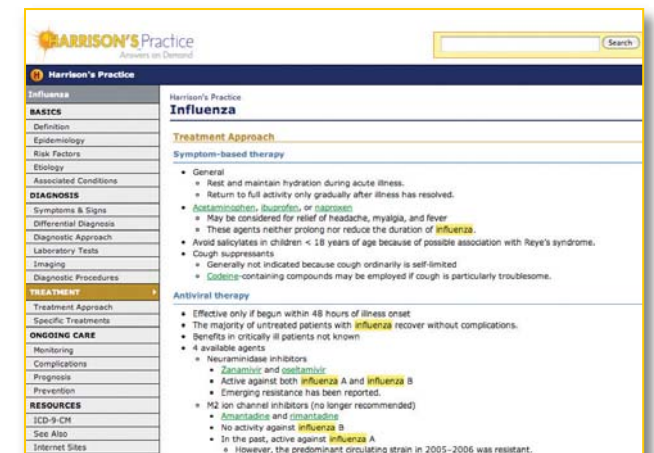 HARRISON'S Practice
Answers on Demand
Search
H Harrison's Practice
Influenza
BASICS
Definition
Epidemiology
Risk Factors
Etiology
Associated Conditions
DIAGNOSIS
Symptoms & Signs
Differential Diagnosis
Diagnostic Approach
Laboratory Tests
Imaging
Diagnostic Procedures
TREATMENT
Treatment Approach
Specific Treatments
ONGOING CARE
Monitoring
Complications
Prognosis
Prevention
RESOURCES
ICD-9-CM
See Also
Internet Sites
Harrison's Practice
Influenza
Treatment Approach
Symptom-based therapy
General
Rest and maintain hydration during acute illness.
Return to full activity only gradually after illness has resolved.
Acetaminophen, ibuprofen, or naproxen
May be considered for relief of headache, myalgia, and fever
These agents neither prolong nor reduce the duration of influenza.
Avoid salicylates in children < 18 years of age because of possible association with Reye's syndrome.
Cough suppressants
Generally not indicated because cough ordinarily is self-limited
Codeine-containing compounds may be employed if cough is particularly troublesome.
Antiviral therapy
Effective only if begun within 48 hours of illness onset
The majority of untreated patients with influenza recover without complications.
Benefits in critically ill patients not known
4 available agents
Neuraminidase inhibitors
Zanamivir and oseltamivir
Active against both influenza A and influenza B
Emerging resistance has been reported.
M2 ion channel inhibitors (no longer recommended)
Amantadine and rimantadine
No activity against influenza B
In the past, active against influenza A
However, the predominant circulating strain in 2005-2006 was resistant.